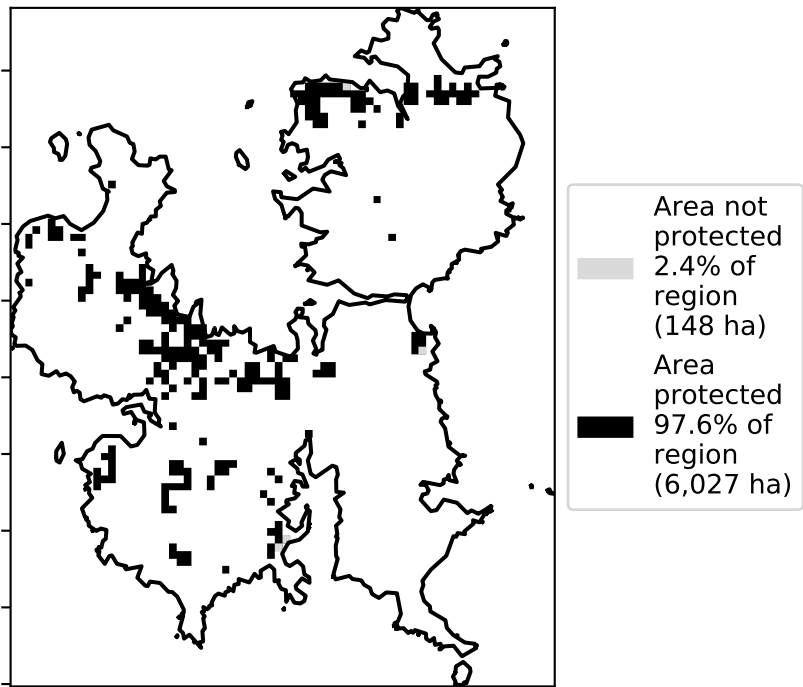 Area not
protected
2.4% of
region
(148 ha)
Area
protected
97.6% of
region
(6,027 ha)